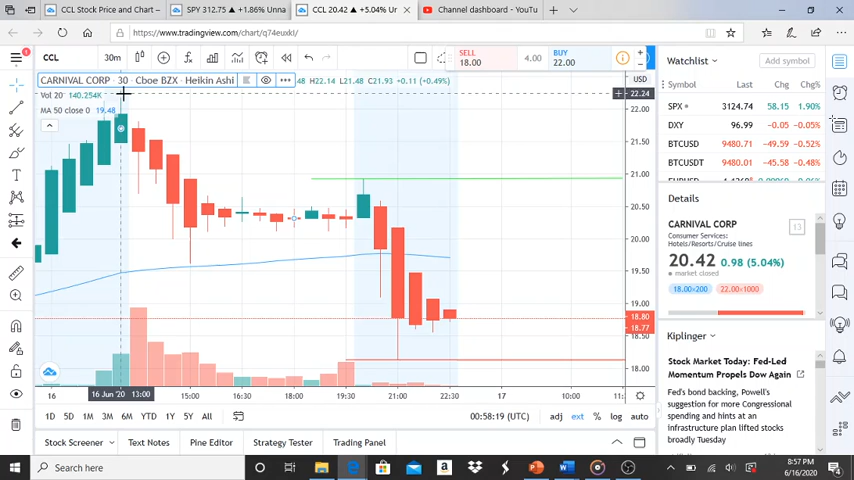 CCL Stock Price and Chart –
SPY 312.75 ▲ +1.86% Unna
CCL 20.42 ▲ +5.04% Un
Channel dashboard - YouTu
https://www.tradingview.com/chart/q74euxkl/
CCL
30m
SELL
18.00
4.00
BUY
22.00
CARNIVAL CORP · 30 · Cboe BZX · Heikin Ashi
H22.14 L21.48 C21.93 +0.11 (+0.49%)
Vol 20 140.254K
MA 50 close 0 19.48
USD
22.24
22.00
21.50
21.00
20.50
20.00
19.50
19.00
18.80
18.77
18.50
18.00
16
16 Jun '20 13:00
15:00
18:00
19:30
21:00
22:30
17
10:00
11:
1D 5D 1M 3M 6M YTD 1Y 5Y All
00:58:19 (UTC)
adj ext % log auto
Stock Screener
Text Notes
Pine Editor
Strategy Tester
Trading Panel
Watchlist
Add symbol
Symbol Last Chg Chg%
SPX 3124.74 58.15 1.90%
DXY 96.99 -0.05 -0.05%
BTCUSD 9480.71 -49.59 -0.52%
BTCUSDT 9480.01 -45.58 -0.48%
Details
CARNIVAL CORP
13
Consumer Services:
Hotels/Resorts/Cruise lines
20.42 0.98 (5.04%)
market closed
18.00×200
22.00×1000
Kiplinger
Stock Market Today: Fed-Led
Momentum Propels Dow Again
Fed's bond backing, Powell's
suggestion for more Congressional
spending and hints at an
infrastructure plan lifted stocks
broadly Tuesday
Search
8:57 PM
6/16/2020